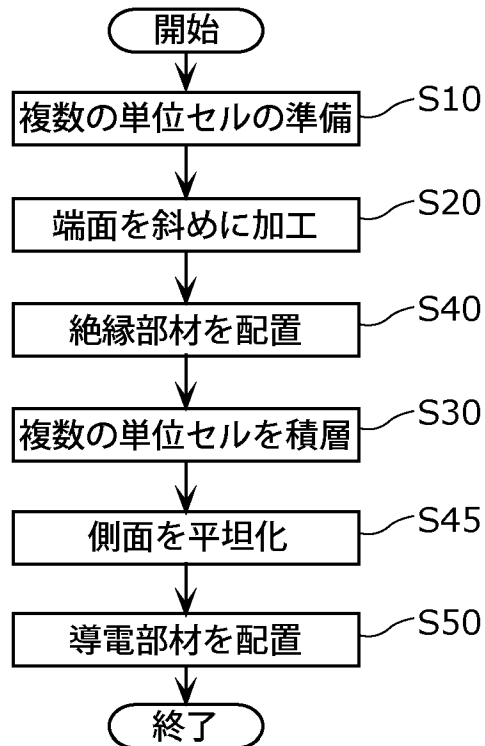 開始
複数の単位セルの準備
S10
端面を斜めに加工
S20
絶縁部材を配置
S40
複数の単位セルを積層
S30
側面を平坦化
S45
導電部材を配置
S50
終了